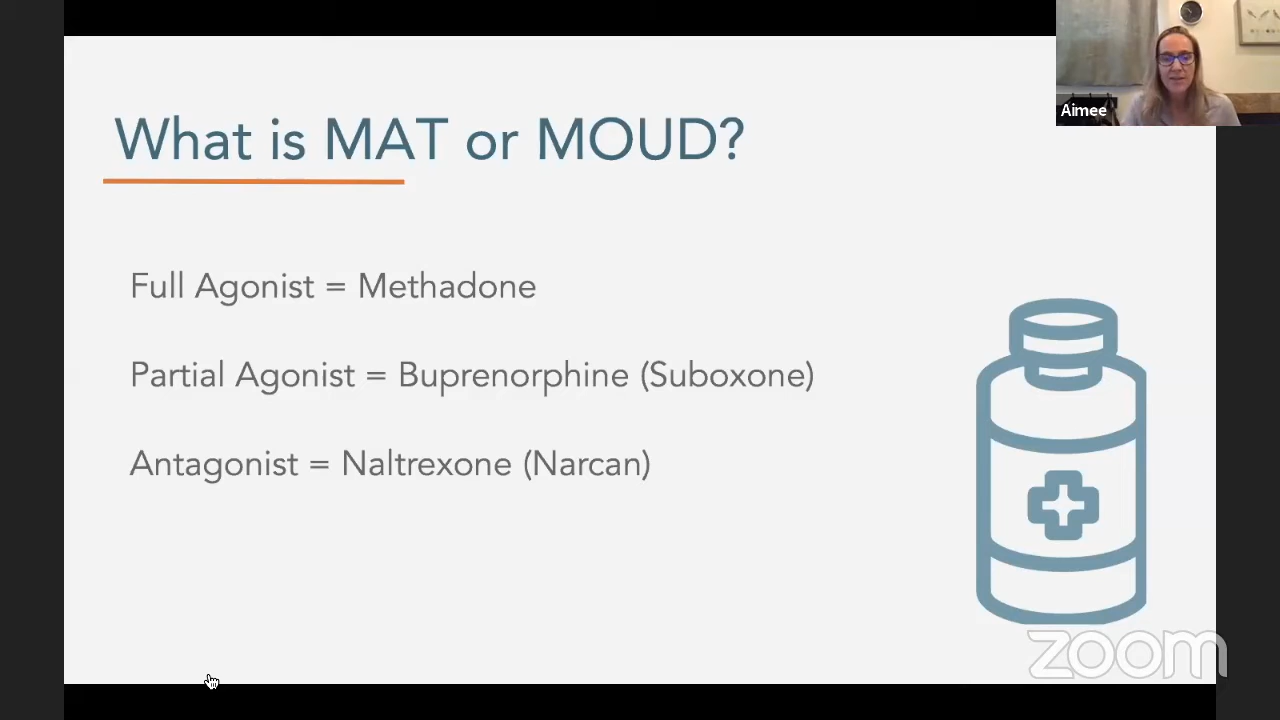 Aimee
What is MAT or MOUD?
Full Agonist = Methadone
Partial Agonist = Buprenorphine (Suboxone)
Antagonist = Naltrexone (Narcan)
zoom